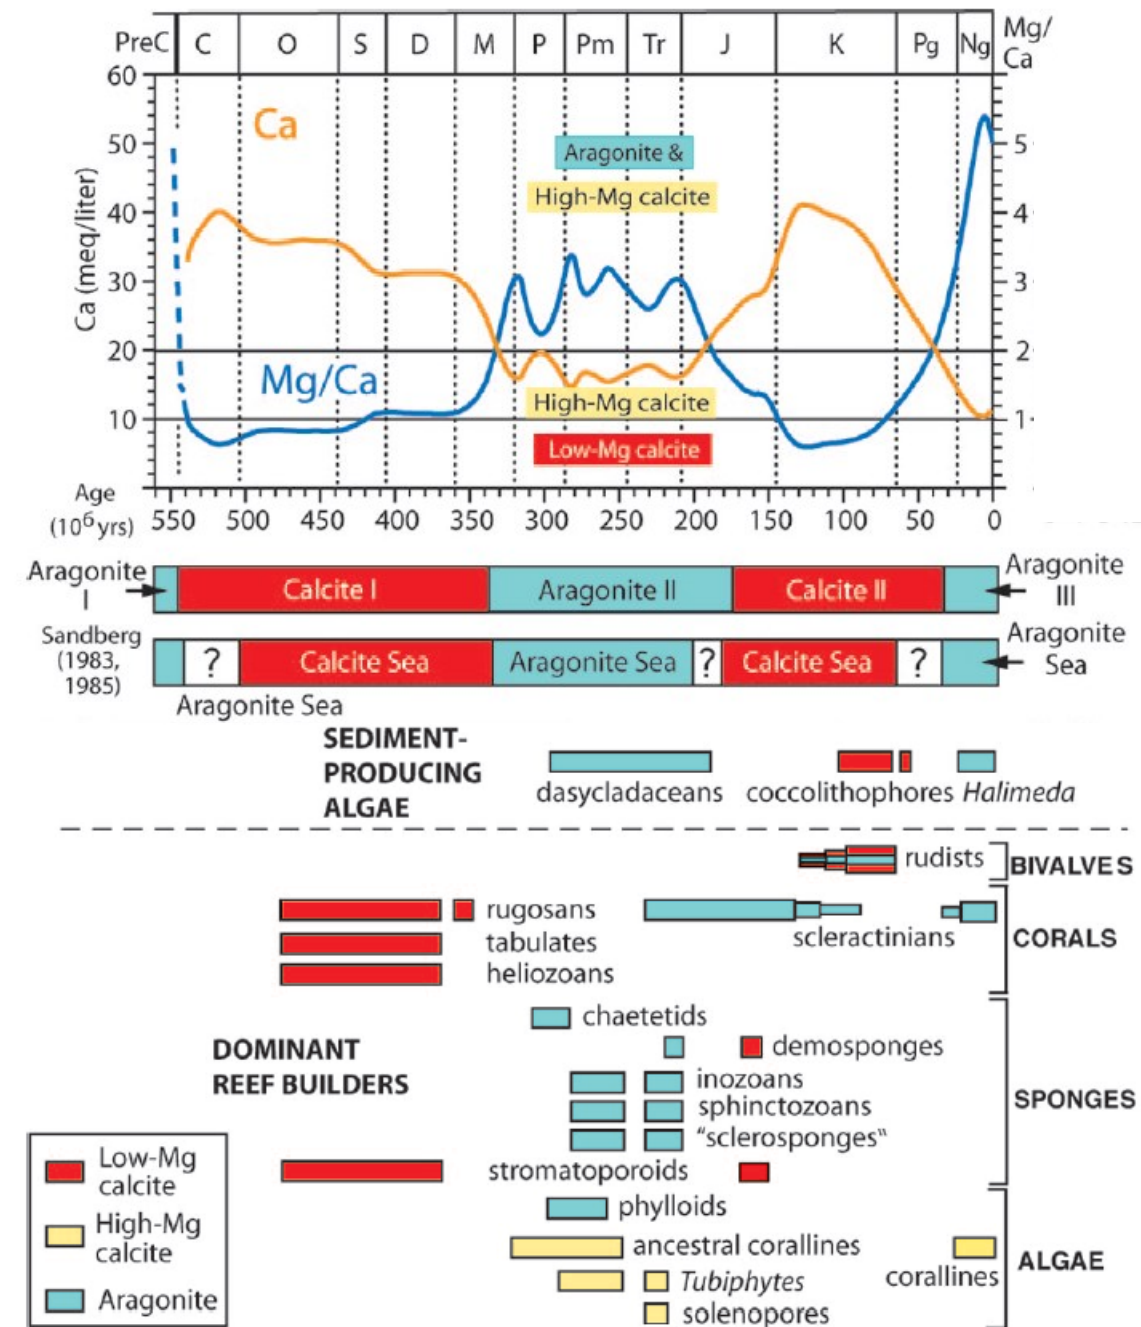 PreC C O S D M P Pm Tr J K Pg Ng Mg/
Ca
60
Ca
50 5
Aragonite &
High-Mg calcite
40 4
Ca (meq/liter)
30 3
20 2
Mg/Ca
High-Mg calcite
10 1
Low-Mg calcite
Age
(10⁶ yrs)
550 500 450 400 350 300 250 200 150 100 50 0
Aragonite
I
Calcite I Aragonite II Calcite II
Aragonite
III
Sandberg
(1983,
1985)
? Calcite Sea Aragonite Sea ? Calcite Sea ?
Aragonite
Sea
Aragonite Sea
SEDIMENT-
PRODUCING
ALGAE
dasycladaceans coccolithophores Halimeda
rudists BIVALVES
rugosans
scleractinians CORALS
tabulates
heliozoans
chaetetids
DOMINANT
REEF BUILDERS
demosponges
inozoans
sphinctozoans SPONGES
"sclerosponges"
stromatoporoids
phylloids
ancestral corallines
corallines ALGAE
Tubiphytes
solenopores
Low-Mg
calcite
High-Mg
calcite
Aragonite